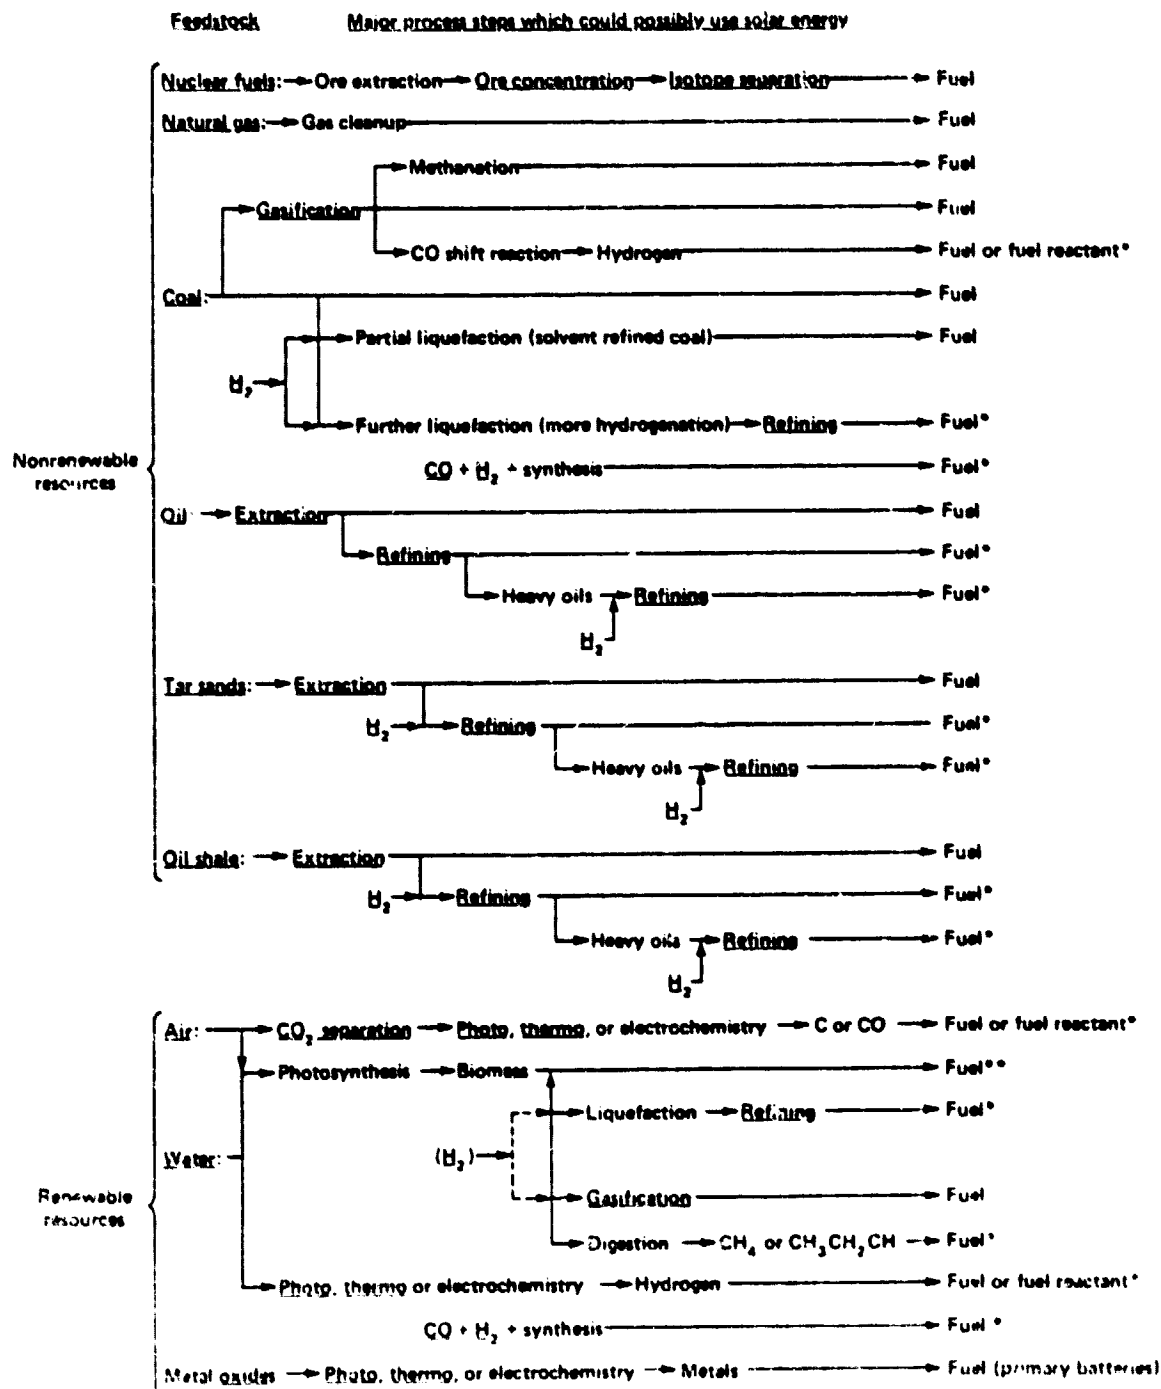 Feedstock Major process steps which could possibly use solar energy
Nuclear fuels: Ore extraction Ore concentration Isotope separation Fuel
Natural gas: Gas cleanup Fuel
Methanation Fuel
Gasification Fuel
CO shift reaction Hydrogen Fuel or fuel reactant*
Coal: Fuel
Partial liquefaction (solvent refined coal) Fuel
H₂
Further liquefaction (more hydrogenation) Refining Fuel*
Nonrenewable
resources
CO + H₂ + synthesis Fuel*
Oil Extraction Fuel
Refining Fuel*
Heavy oils Refining Fuel*
H₂
Tar sands: Extraction Fuel
H₂ Refining Fuel*
Heavy oils Refining Fuel*
H₂
Oil shale: Extraction Fuel
H₂ Refining Fuel*
Heavy oils Refining Fuel*
H₂
Air: CO₂ separation Photo, thermo, or electrochemistry C or CO Fuel or fuel reactant*
Photosynthesis Biomass Fuel**
Liquefaction Refining Fuel*
Water: (H₂)
Renewable
resources
Gasification Fuel
Digestion CH₄ or CH₃CH₂CH Fuel*
Photo, thermo or electrochemistry Hydrogen Fuel or fuel reactant*
CO + H₂ + synthesis Fuel *
Metal oxides Photo, thermo, or electrochemistry Metals Fuel (primary batteries)